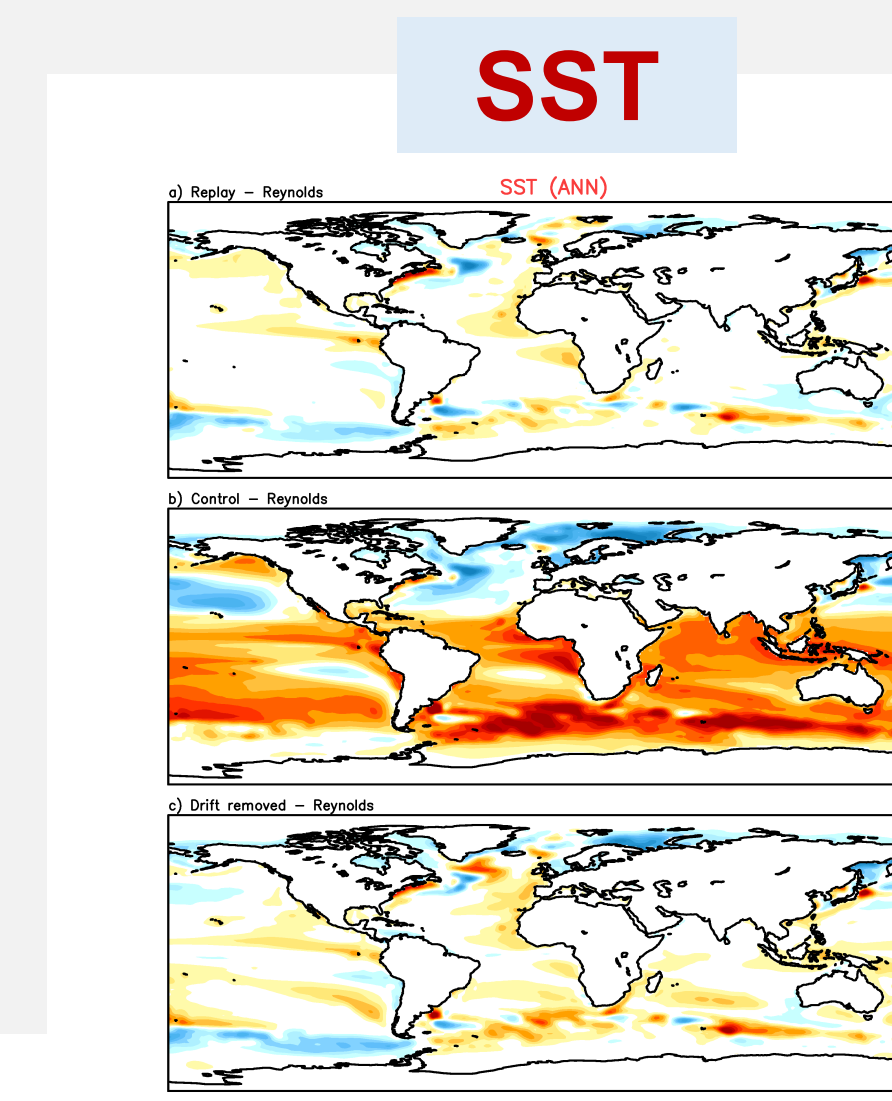 SST
SST (ANN)
a) Replay − Reynolds
b) Control − Reynolds
c) Drift removed − Reynolds